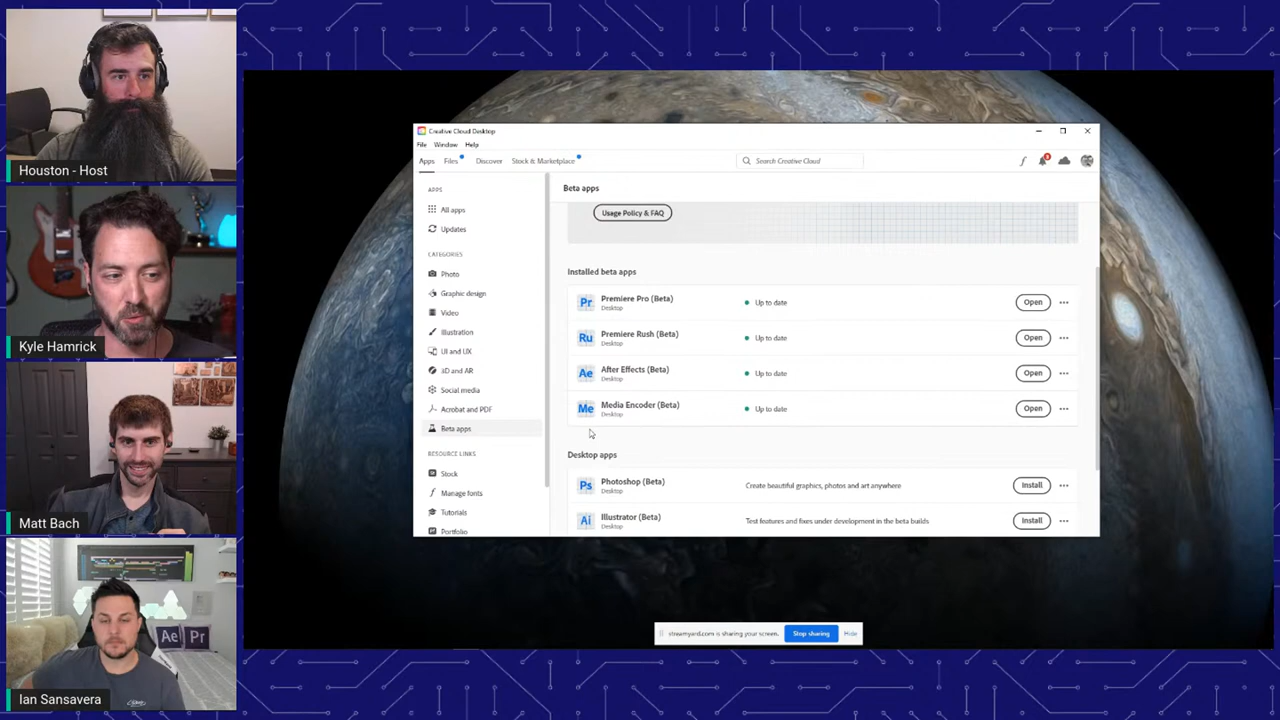 Houston - Host
Kyle Hamrick
Matt Bach
Ae Pr
Ian Sansavera
Creative Cloud Desktop
File Window Help
Apps Files Discover Stock & Marketplace
Search Creative Cloud
APPS
All apps
Updates
CATEGORIES
Photo
Graphic design
Video
Illustration
UI and UX
3D and AR
Social media
Acrobat and PDF
Beta apps
RESOURCE LINKS
Stock
Manage fonts
Tutorials
Portfolio
Beta apps
Usage Policy & FAQ
Installed beta apps
Pr Premiere Pro (Beta) Up to date Open
Desktop
Ru Premiere Rush (Beta) Up to date Open
Desktop
Ae After Effects (Beta) Up to date Open
Desktop
Me Media Encoder (Beta) Up to date Open
Desktop
Desktop apps
Ps Photoshop (Beta) Create beautiful graphics, photos and art anywhere Install
Desktop
Ai Illustrator (Beta) Test features and fixes under development in the beta builds Install
Desktop
streamyard.com is sharing your screen. Stop sharing Hide